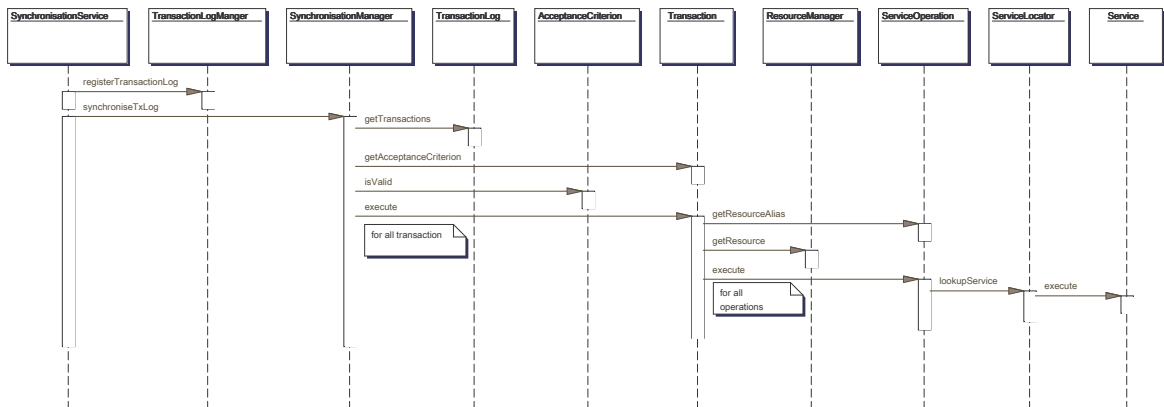 SynchronisationService
TransactionLogManger
SynchronisationManager
TransactionLog
AcceptanceCriterion
Transaction
ResourceManager
ServiceOperation
ServiceLocator
Service
registerTransactionLog
synchroniseTxLog
getTransactions
getAcceptanceCriterion
isValid
execute
getResourceAlias
for all transaction
getResource
execute
lookupService
execute
for all
operations